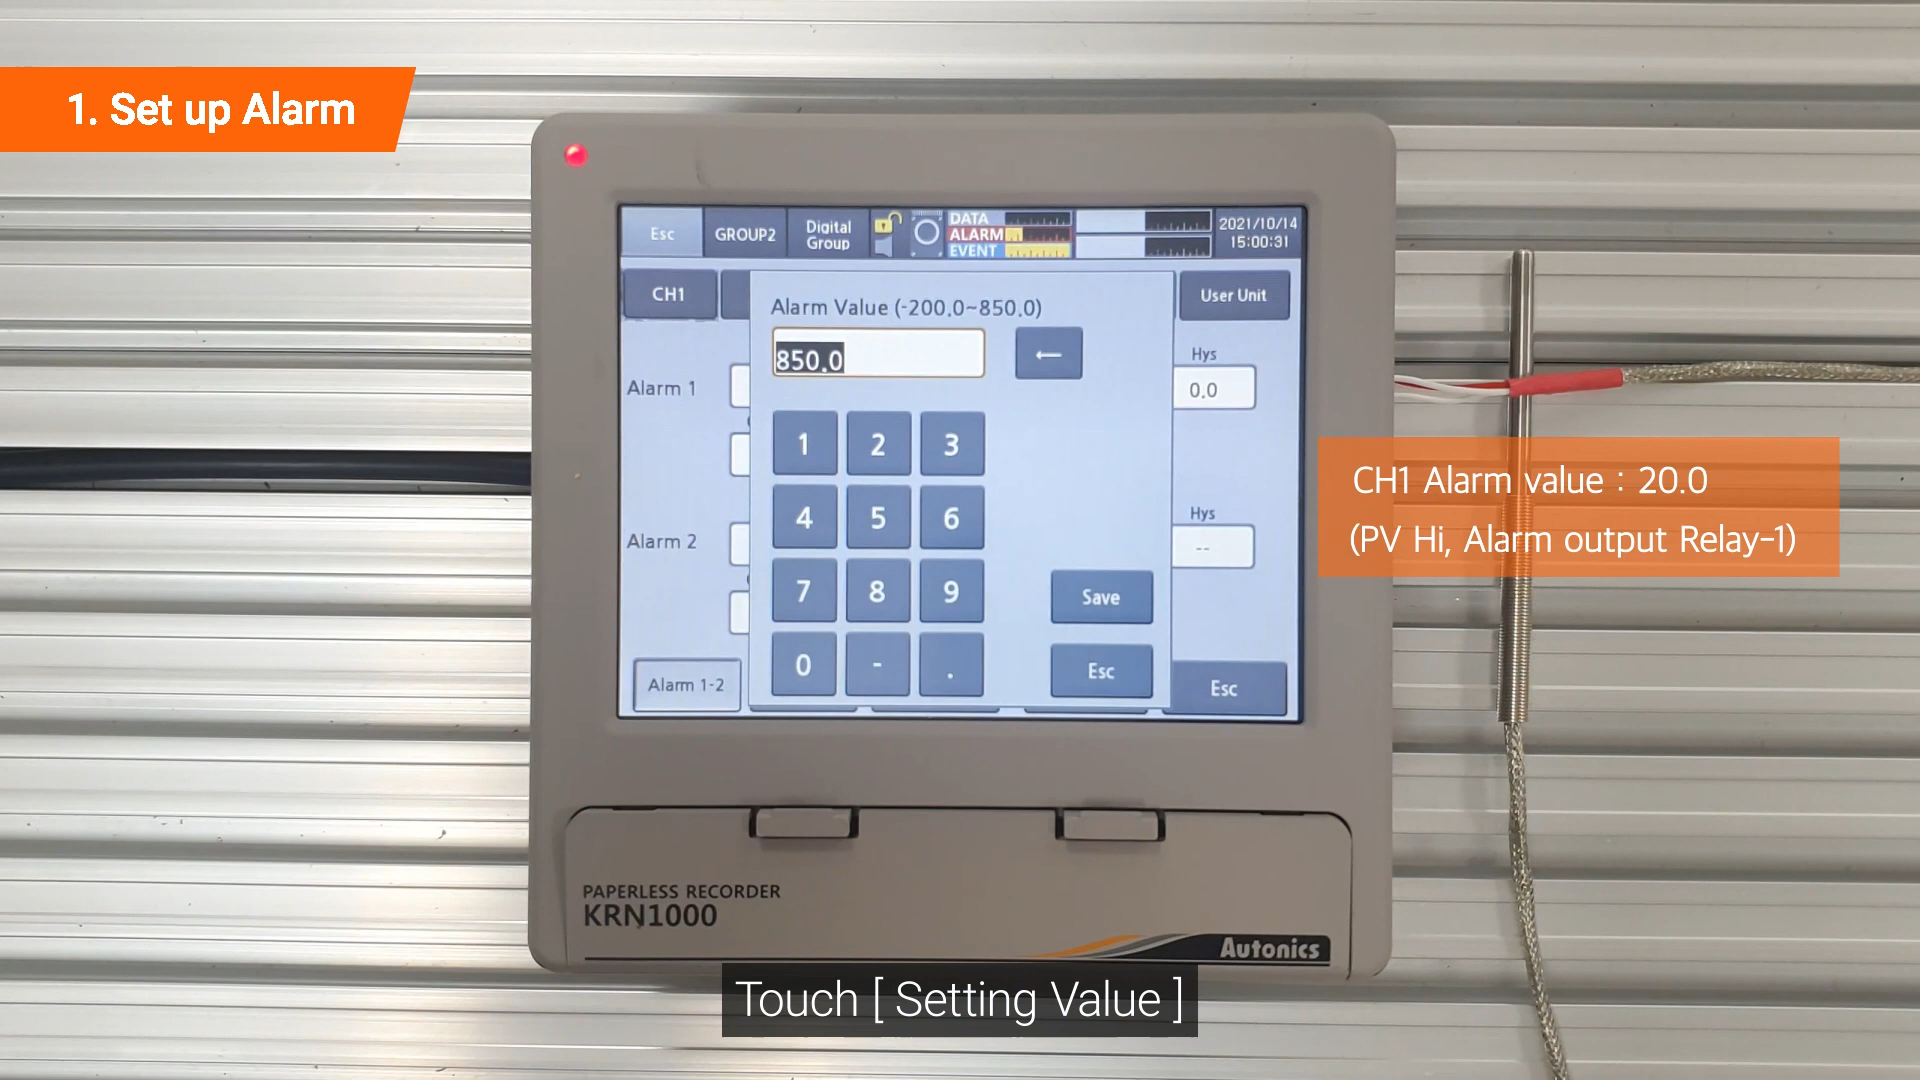 1. Set up Alarm
Esc
GROUP2
Digital
Group
DATA
ALARM
EVENT
2021/10/14
15:00:31
CH1
User Unit
Alarm Value (-200.0~850.0)
850.0
←
Hys
Alarm 1
0.0
1 2 3
CH1 Alarm value : 20.0
(PV Hi, Alarm output Relay-1)
4 5 6
Hys
Alarm 2
--
7 8 9
Save
0 - .
Esc
Alarm 1-2
Esc
PAPERLESS RECORDER
KRN1000
Autonics
Touch [ Setting Value ]